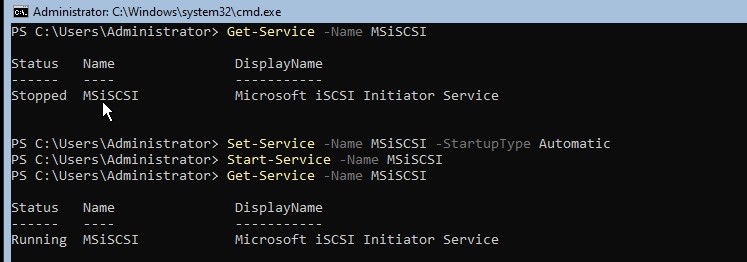 Administrator: C:\Windows\system32\cmd.exe
PS C:\Users\Administrator> Get-Service -Name MSiSCSI
Status   Name               DisplayName
------   ----               -----------
Stopped  MSiSCSI            Microsoft iSCSI Initiator Service
PS C:\Users\Administrator> Set-Service -Name MSiSCSI -StartupType Automatic
PS C:\Users\Administrator> Start-Service -Name MSiSCSI
PS C:\Users\Administrator> Get-Service -Name MSiSCSI
Status   Name               DisplayName
------   ----               -----------
Running  MSiSCSI            Microsoft iSCSI Initiator Service